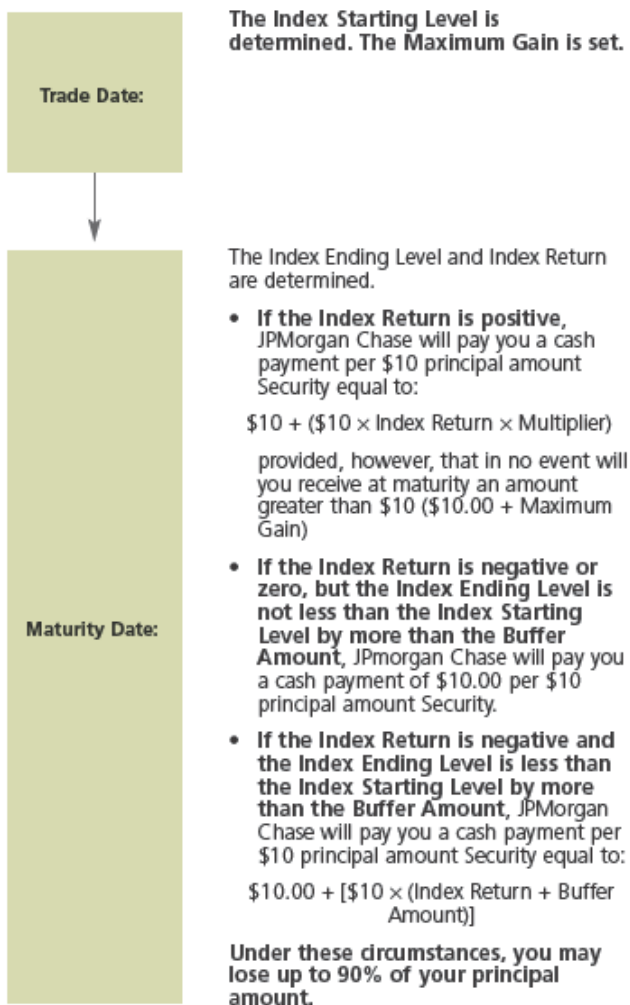 The Index Starting Level is
determined. The Maximum Gain is set.
Trade Date:
The Index Ending Level and Index Return
are determined.
• If the Index Return is positive,
JPMorgan Chase will pay you a cash
payment per $10 principal amount
Security equal to:
$10 + ($10 × Index Return × Multiplier)
provided, however, that in no event will
you receive at maturity an amount
greater than $10 ($10.00 + Maximum
Gain)
• If the Index Return is negative or
zero, but the Index Ending Level is
not less than the Index Starting
Level by more than the Buffer
Amount, JPmorgan Chase will pay you
a cash payment of $10.00 per $10
principal amount Security.
Maturity Date:
• If the Index Return is negative and
the Index Ending Level is less than
the Index Starting Level by more
than the Buffer Amount, JPMorgan
Chase will pay you a cash payment per
$10 principal amount Security equal to:
$10.00 + [$10 × (Index Return + Buffer
Amount)]
Under these circumstances, you may
lose up to 90% of your principal
amount.